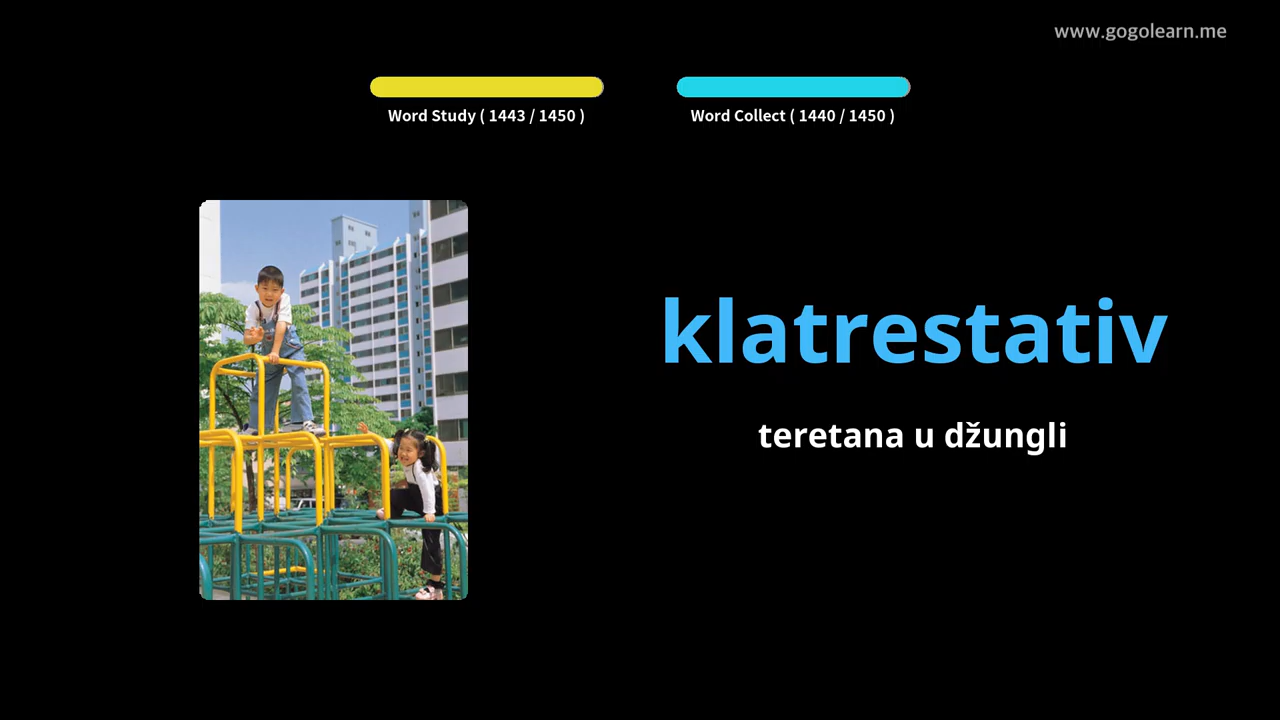 www.gogolearn.me
Word Study ( 1443 / 1450 )
Word Collect ( 1440 / 1450 )
klatrestativ
teretana u džungli